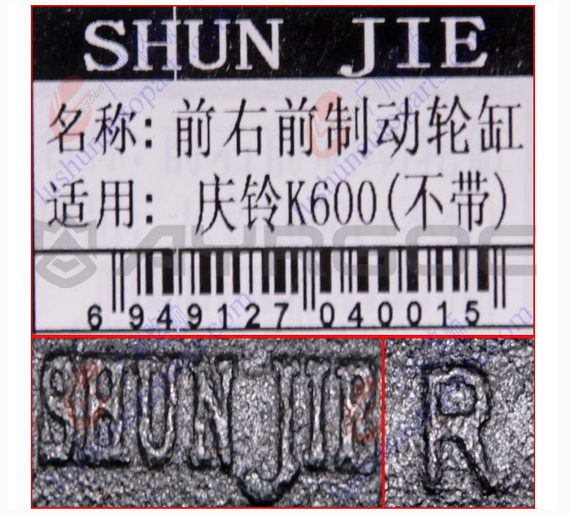 SHUN JIE
名称: 前右前制动轮缸
适用: 庆铃K600(不带)
6 949127 040015
SHUN JIE
R